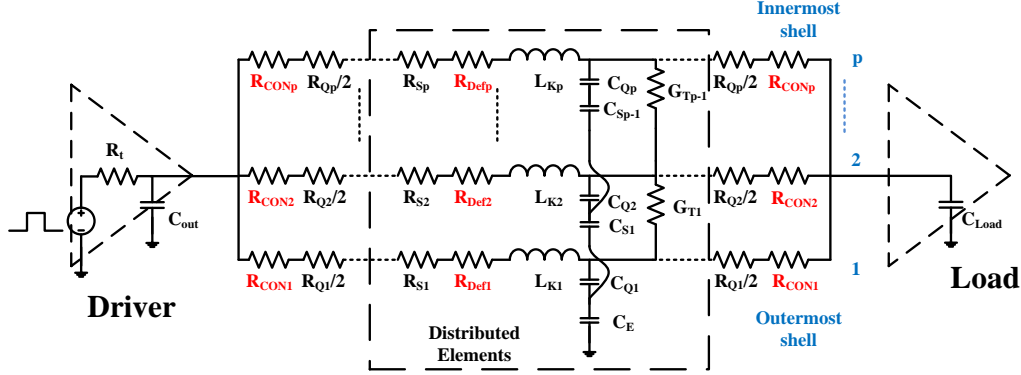 Innermost
shell
R_CONp R_Qp/2 R_Sp R_Defp L_Kp C_Qp C_Sp-1 G_Tp-1 R_Qp/2 R_CONp p
R_t
C_out
R_CON2 R_Q2/2 R_S2 R_Def2 L_K2 C_Q2 C_S1 G_T1 R_Q2/2 R_CON2 2
C_Load
R_CON1 R_Q1/2 R_S1 R_Def1 L_K1 C_Q1 R_Q1/2 R_CON1 1
C_E
Driver
Load
Distributed
Elements
Outermost
shell